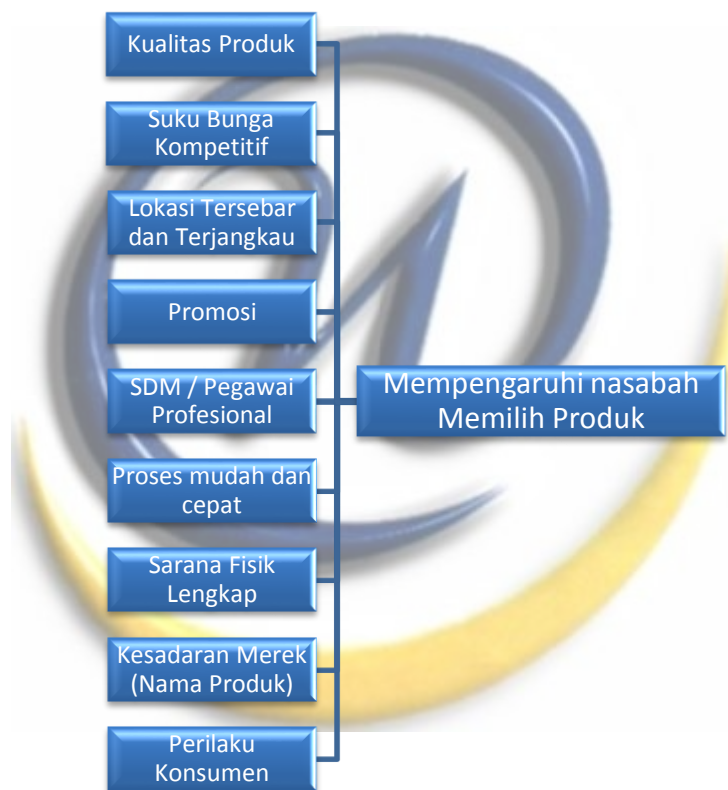 Kualitas Produk
Suku Bunga
Kompetitif
Lokasi Tersebar
dan Terjangkau
Promosi
SDM / Pegawai
Profesional
Proses mudah dan
cepat
Sarana Fisik
Lengkap
Kesadaran Merek
(Nama Produk)
Perilaku
Konsumen
Mempengaruhi nasabah
Memilih Produk